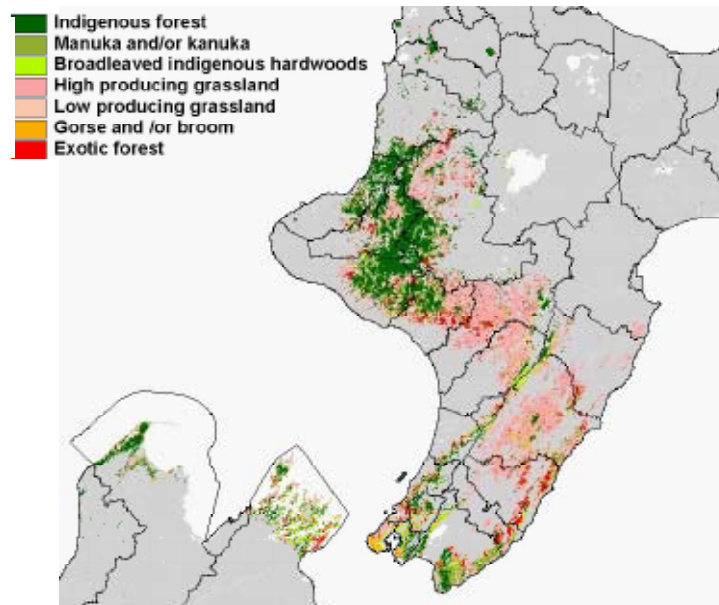 Indigenous forest
Manuka and/or kanuka
Broadleaved indigenous hardwoods
High producing grassland
Low producing grassland
Gorse and /or broom
Exotic forest